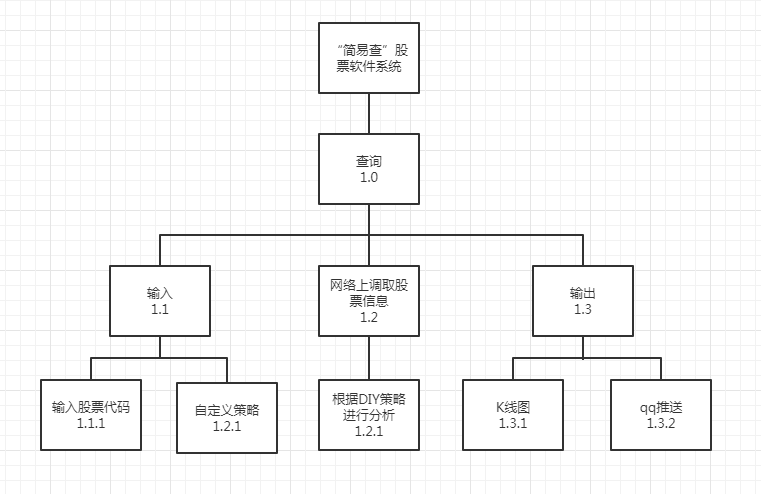 “简易查”股
票软件系统
查询
1.0
输入
1.1
网络上调取股
票信息
1.2
输出
1.3
输入股票代码
1.1.1
自定义策略
1.2.1
根据DIY策略
进行分析
1.2.1
K线图
1.3.1
qq推送
1.3.2